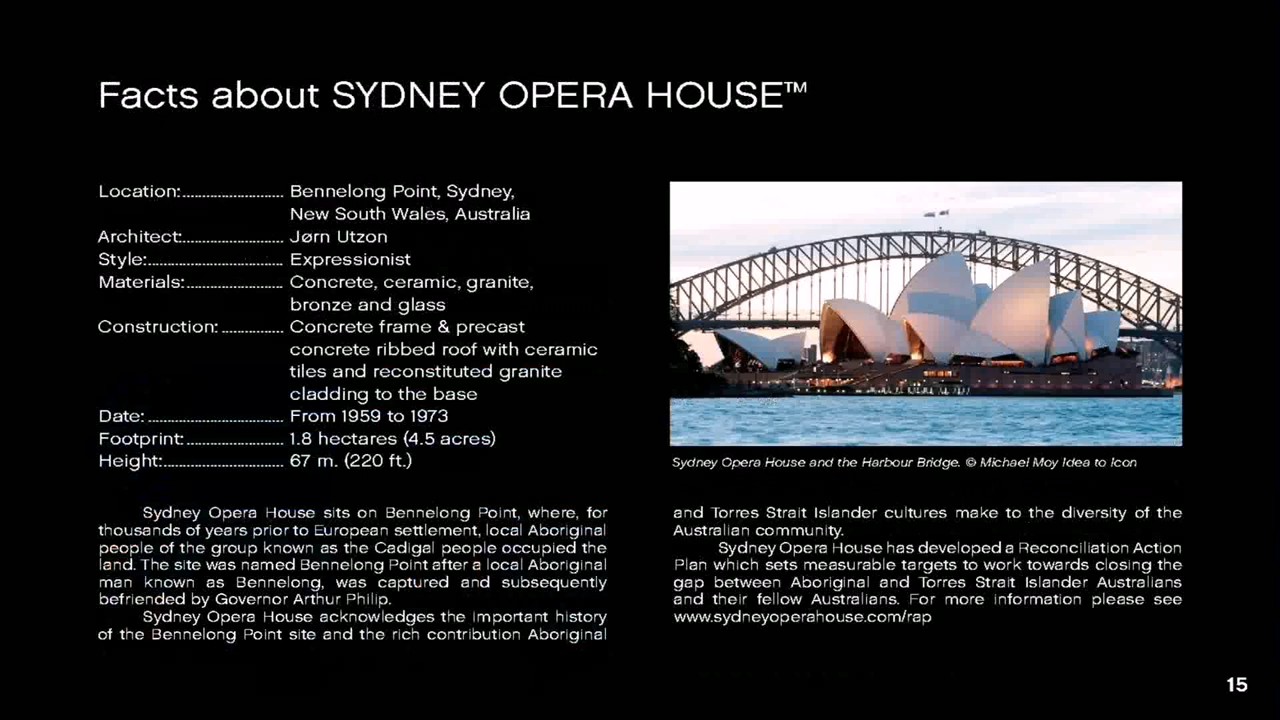 Facts about SYDNEY OPERA HOUSE™
Location:.......................... Bennelong Point, Sydney,
New South Wales, Australia
Architect:.......................... Jørn Utzon
Style:................................... Expressionist
Materials:......................... Concrete, ceramic, granite,
bronze and glass
Construction: ................ Concrete frame & precast
concrete ribbed roof with ceramic
tiles and reconstituted granite
cladding to the base
Date: ................................... From 1959 to 1973
Footprint:......................... 1.8 hectares (4.5 acres)
Height:............................... 67 m. (220 ft.)
Sydney Opera House sits on Bennelong Point, where, for
thousands of years prior to European settlement, local Aboriginal
people of the group known as the Cadigal people occupied the
land. The site was named Bennelong Point after a local Aboriginal
man known as Bennelong, was captured and subsequently
befriended by Governor Arthur Philip.
Sydney Opera House acknowledges the important history
of the Bennelong Point site and the rich contribution Aboriginal
Sydney Opera House and the Harbour Bridge. © Michael Moy Idea to Icon
and Torres Strait Islander cultures make to the diversity of the
Australian community.
Sydney Opera House has developed a Reconciliation Action
Plan which sets measurable targets to work towards closing the
gap between Aboriginal and Torres Strait Islander Australians
and their fellow Australians. For more information please see
www.sydneyoperahouse.com/rap
15